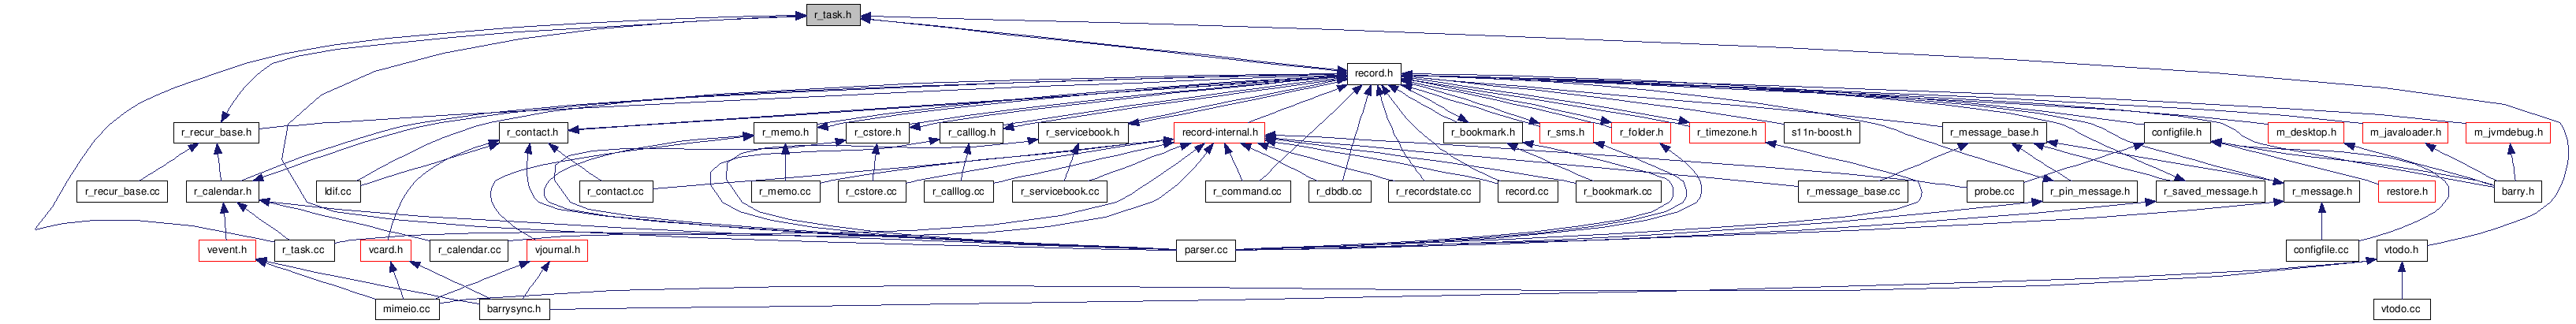 r_task.h
record.h
r_recur_base.h
r_contact.h
r_memo.h
r_cstore.h
r_calllog.h
r_servicebook.h
record-internal.h
r_bookmark.h
r_sms.h
r_folder.h
r_timezone.h
s11n-boost.h
r_message_base.h
configfile.h
m_desktop.h
m_javaloader.h
m_jvmdebug.h
r_recur_base.cc
r_calendar.h
ldif.cc
r_contact.cc
r_memo.cc
r_cstore.cc
r_calllog.cc
r_servicebook.cc
r_command.cc
r_dbdb.cc
r_recordstate.cc
record.cc
r_bookmark.cc
r_message_base.cc
probe.cc
r_pin_message.h
r_saved_message.h
r_message.h
restore.h
barry.h
vevent.h
r_task.cc
vcard.h
r_calendar.cc
vjournal.h
parser.cc
configfile.cc
vtodo.h
mimeio.cc
barrysync.h
vtodo.cc